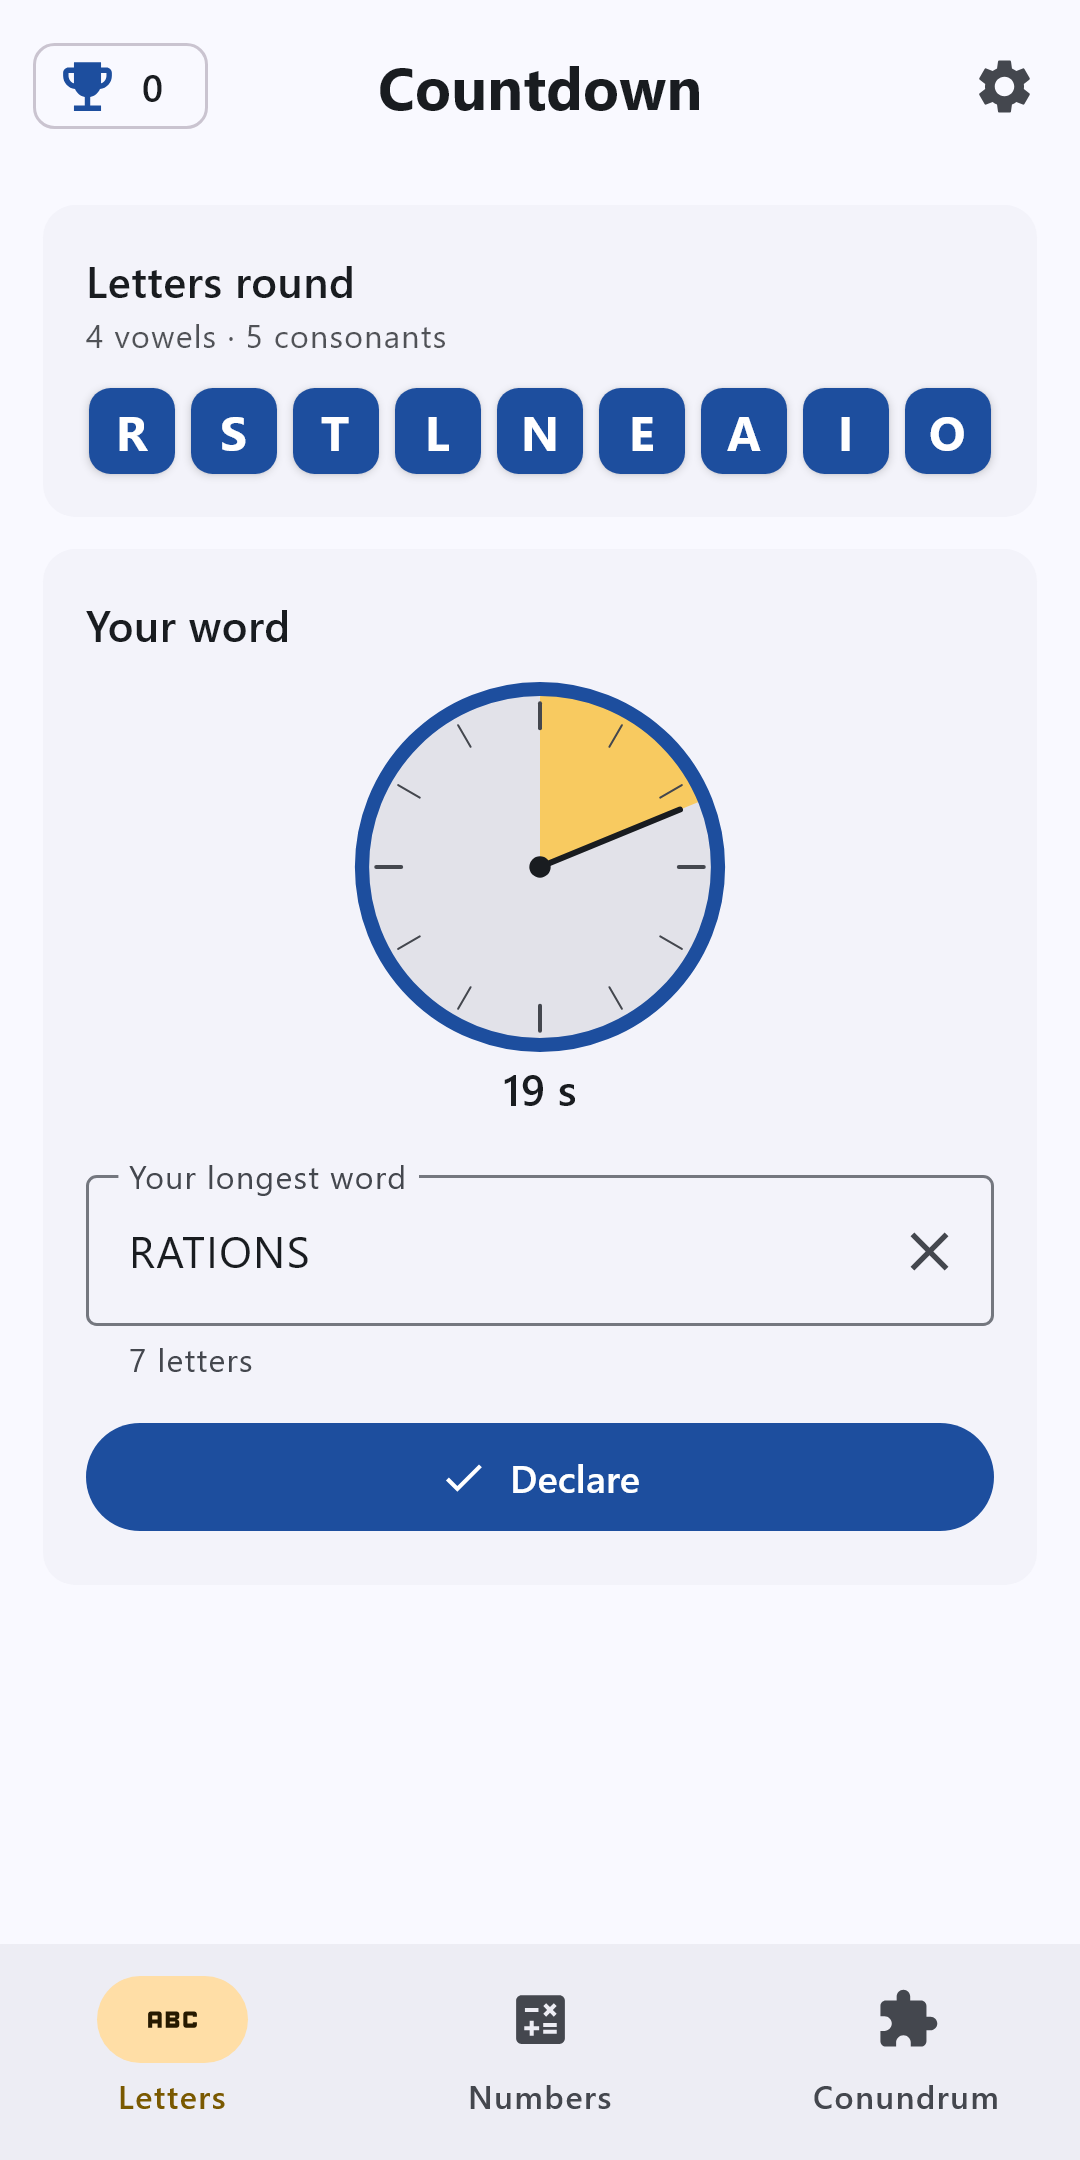 0
Countdown
Letters round
4 vowels · 5 consonants
R S T L N E A I O
Your word
19 s
Your longest word
RATIONS
7 letters
Declare
ABC
Letters
Numbers
Conundrum